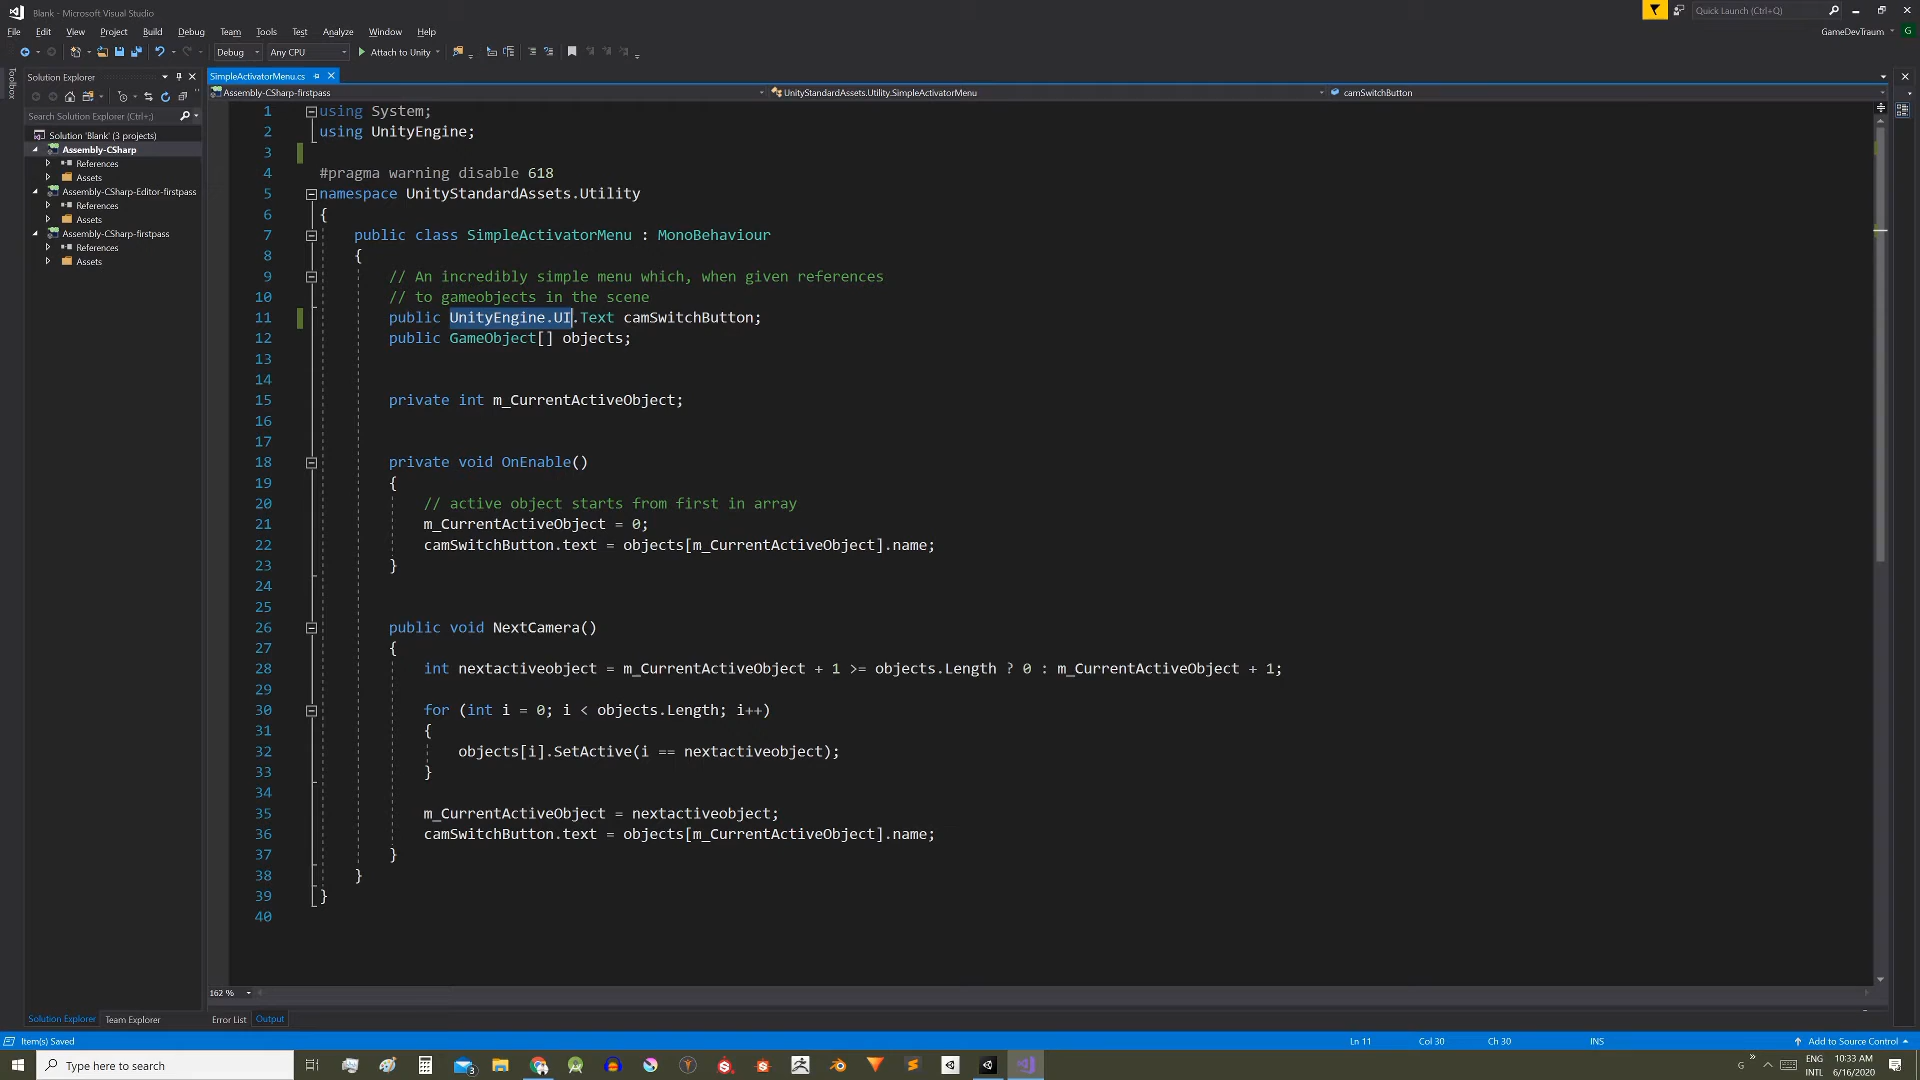 Blank - Microsoft Visual Studio
Quick Launch (Ctrl+Q)
File Edit View Project Build Debug Team Tools Test Analyze Window Help
GameDevTraum G
Debug Any CPU Attach to Unity
Toolbox
Solution Explorer
Search Solution Explorer (Ctrl+;)
Solution 'Blank' (3 projects)
Assembly-CSharp
References
Assets
Assembly-CSharp-Editor-firstpass
References
Assets
Assembly-CSharp-firstpass
References
Assets
SimpleActivatorMenu.cs
Assembly-CSharp-firstpass UnityStandardAssets.Utility.SimpleActivatorMenu camSwitchButton
1 using System;
2 using UnityEngine;
3
4 #pragma warning disable 618
5 namespace UnityStandardAssets.Utility
6 {
7 public class SimpleActivatorMenu : MonoBehaviour
8 {
9 // An incredibly simple menu which, when given references
10 // to gameobjects in the scene
11 public UnityEngine.UI.Text camSwitchButton;
12 public GameObject[] objects;
13
14
15 private int m_CurrentActiveObject;
16
17
18 private void OnEnable()
19 {
20 // active object starts from first in array
21 m_CurrentActiveObject = 0;
22 camSwitchButton.text = objects[m_CurrentActiveObject].name;
23 }
24
25
26 public void NextCamera()
27 {
28 int nextactiveobject = m_CurrentActiveObject + 1 >= objects.Length ? 0 : m_CurrentActiveObject + 1;
29
30 for (int i = 0; i < objects.Length; i++)
31 {
32 objects[i].SetActive(i == nextactiveobject);
33 }
34
35 m_CurrentActiveObject = nextactiveobject;
36 camSwitchButton.text = objects[m_CurrentActiveObject].name;
37 }
38 }
39 }
40
162 %
Solution Explorer Team Explorer Error List Output
Item(s) Saved Ln 11 Col 30 Ch 30 INS Add to Source Control
Type here to search
3
G
ENG
INTL
10:33 AM
6/16/2020